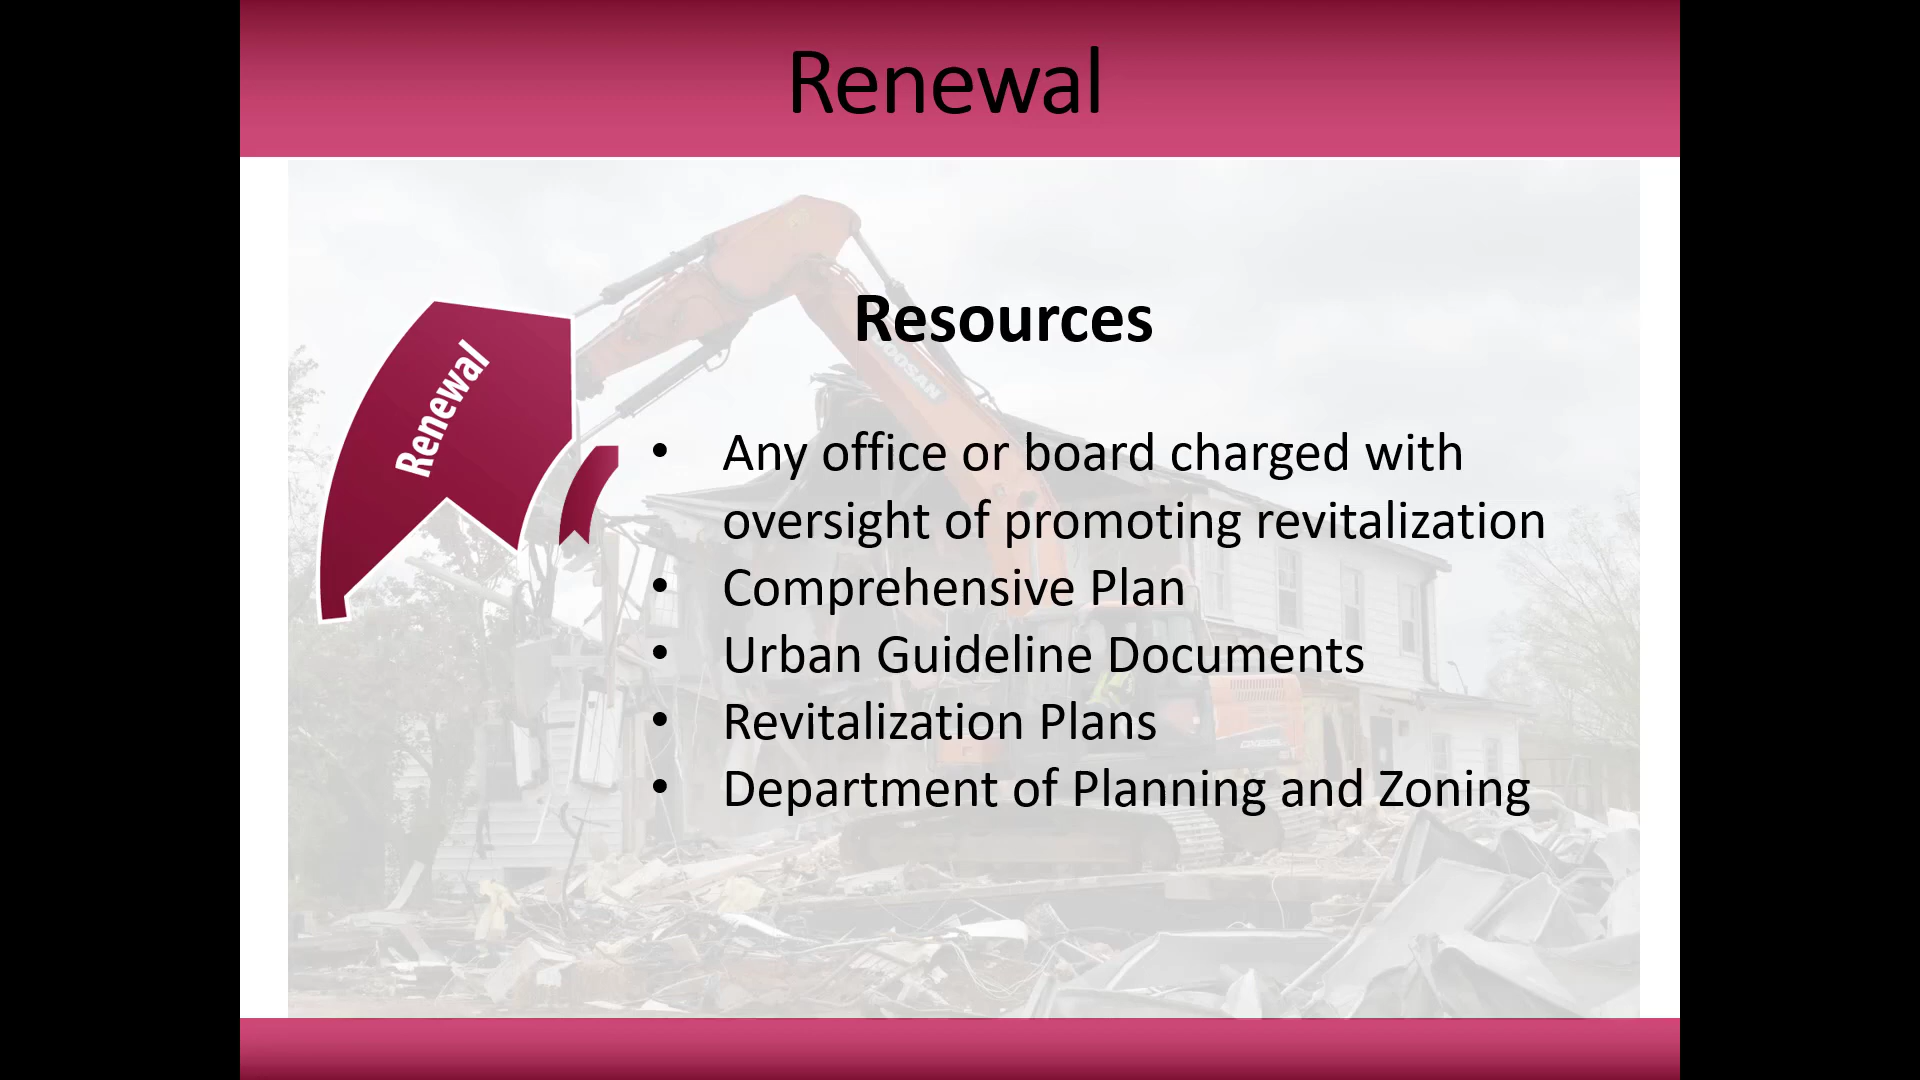 Renewal
Resources
Renewal
DOOSAN
• Any office or board charged with
oversight of promoting revitalization
• Comprehensive Plan
• Urban Guideline Documents
• Revitalization Plans
• Department of Planning and Zoning